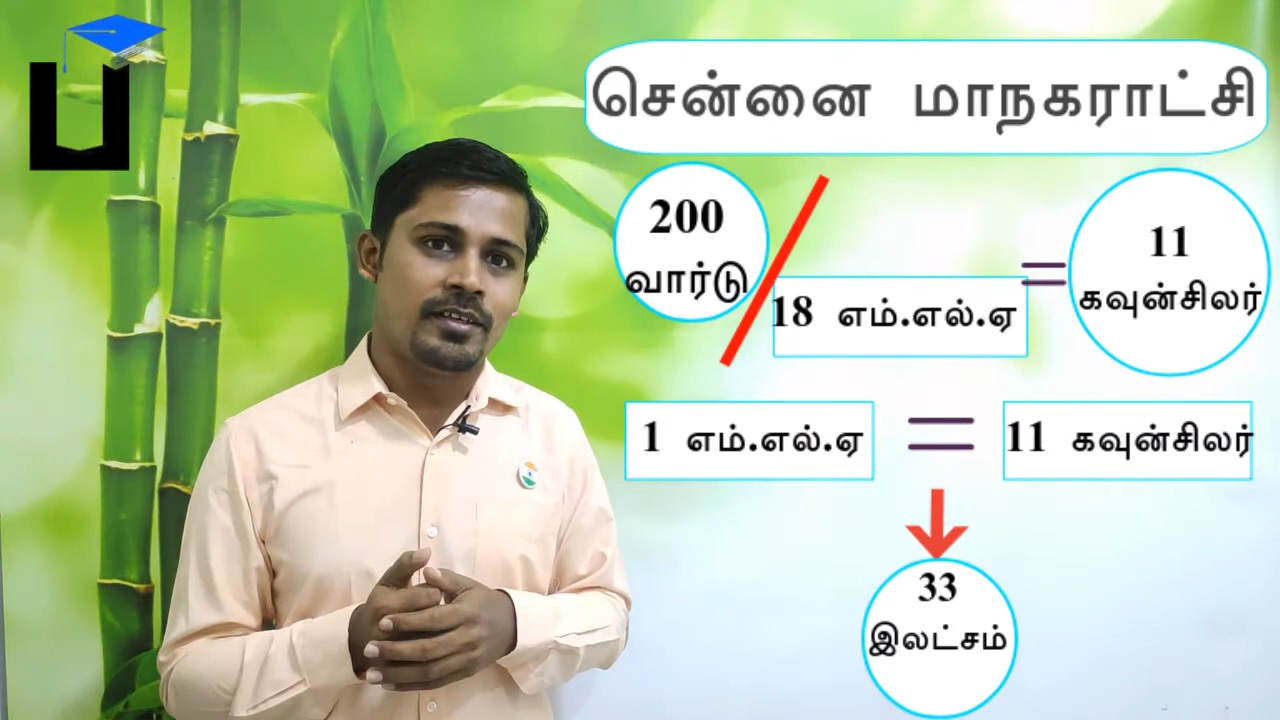 சென்னை மாநகராட்சி
200
வார்டு
18 எம்.எல்.ஏ
=
11
கவுன்சிலர்
1 எம்.எல்.ஏ = 11 கவுன்சிலர்
33
இலட்சம்